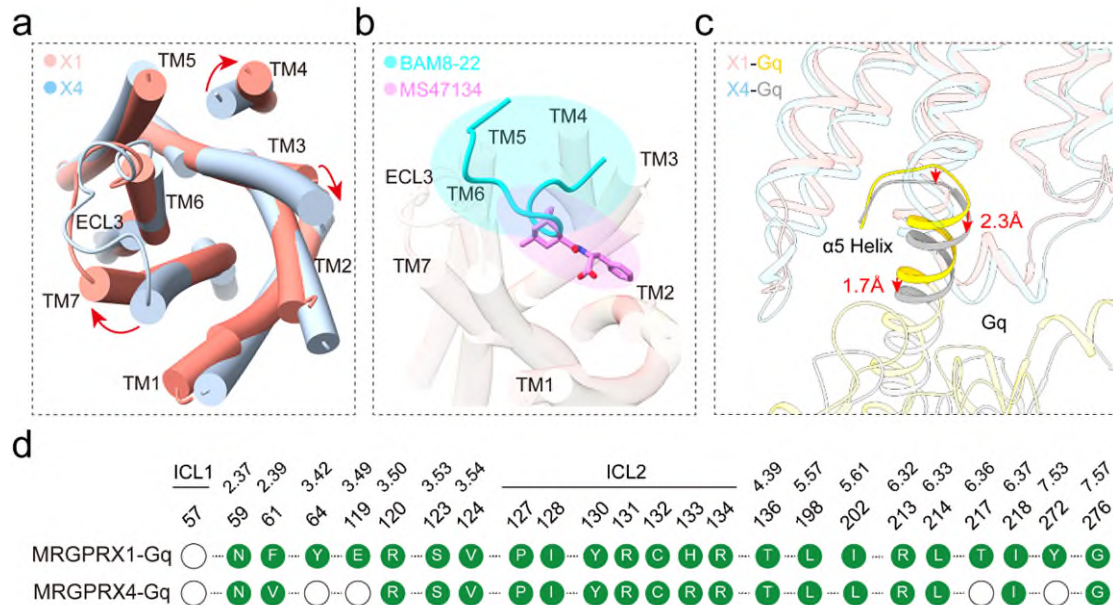 a
X1
X4
TM5
TM4
TM3
TM6
ECL3
TM2
TM7
TM1
b
BAM8-22
MS47134
TM4
TM5
TM3
ECL3
TM6
TM7
TM2
TM1
c
X1-Gq
X4-Gq
2.3Å
α5 Helix
1.7Å
Gq
d
ICL1 2.37 2.39 3.42 3.49 3.50 3.53 3.54 ICL2 4.39 5.57 5.61 6.32 6.33 6.36 6.37 7.53 7.57
57 59 61 64 119 120 123 124 127 128 130 131 132 133 134 136 198 202 213 214 217 218 272 276
MRGPRX1-Gq N F Y E R S V P I Y R C H R T L I R L T I Y G
MRGPRX4-Gq N V R S V P I Y R C R R T L L R L I G